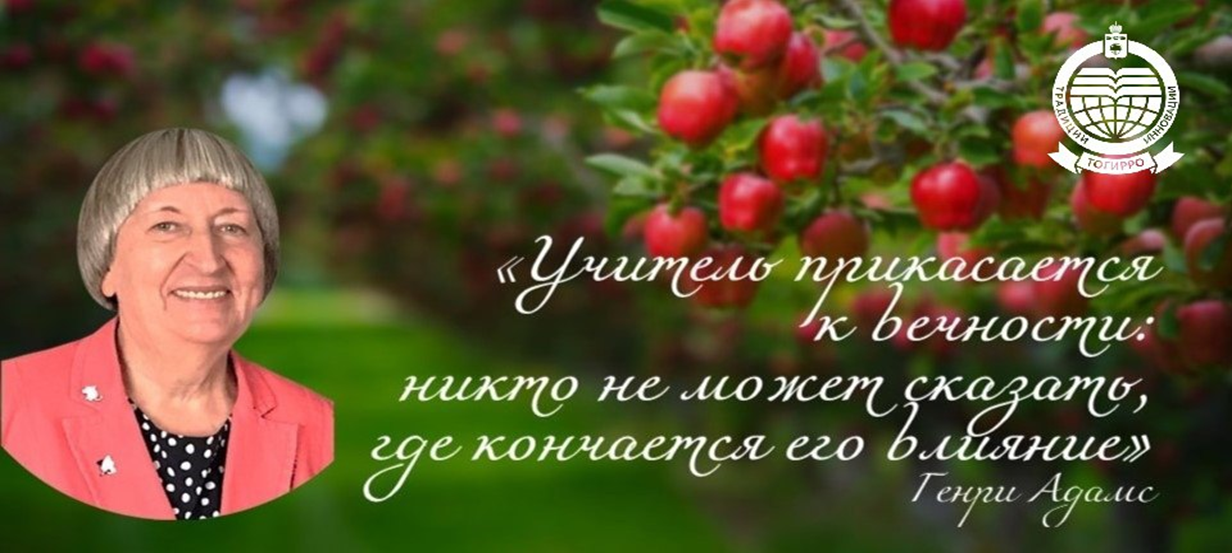 ТРАДИЦИИ ИННОВАЦИИ
ТОГИРРО
«Учитель прикасается
к вечности:
никто не может сказать,
где кончается его влияние»
Генри Адамс